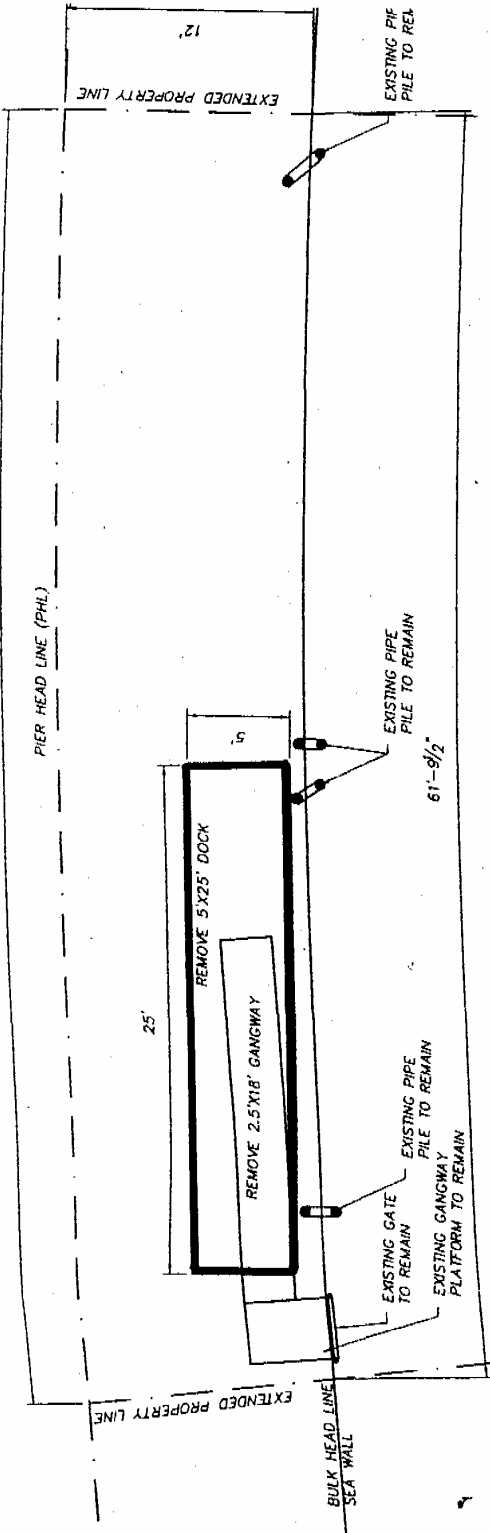 12'
EXTENDED PROPERTY LINE
EXISTING PIP
PILE TO REM
PIER HEAD LINE (PHL)
5'
REMOVE 5'X25' DOCK
25'
REMOVE 2.5'X18' GANGWAY
EXISTING PIPE
PILE TO REMAIN
61'-9½"
EXISTING PIPE
PILE TO REMAIN
EXISTING GATE
TO REMAIN
EXISTING GANGWAY
PLATFORM TO REMAIN
EXTENDED PROPERTY LINE
BULK HEAD LINE
SEA WALL